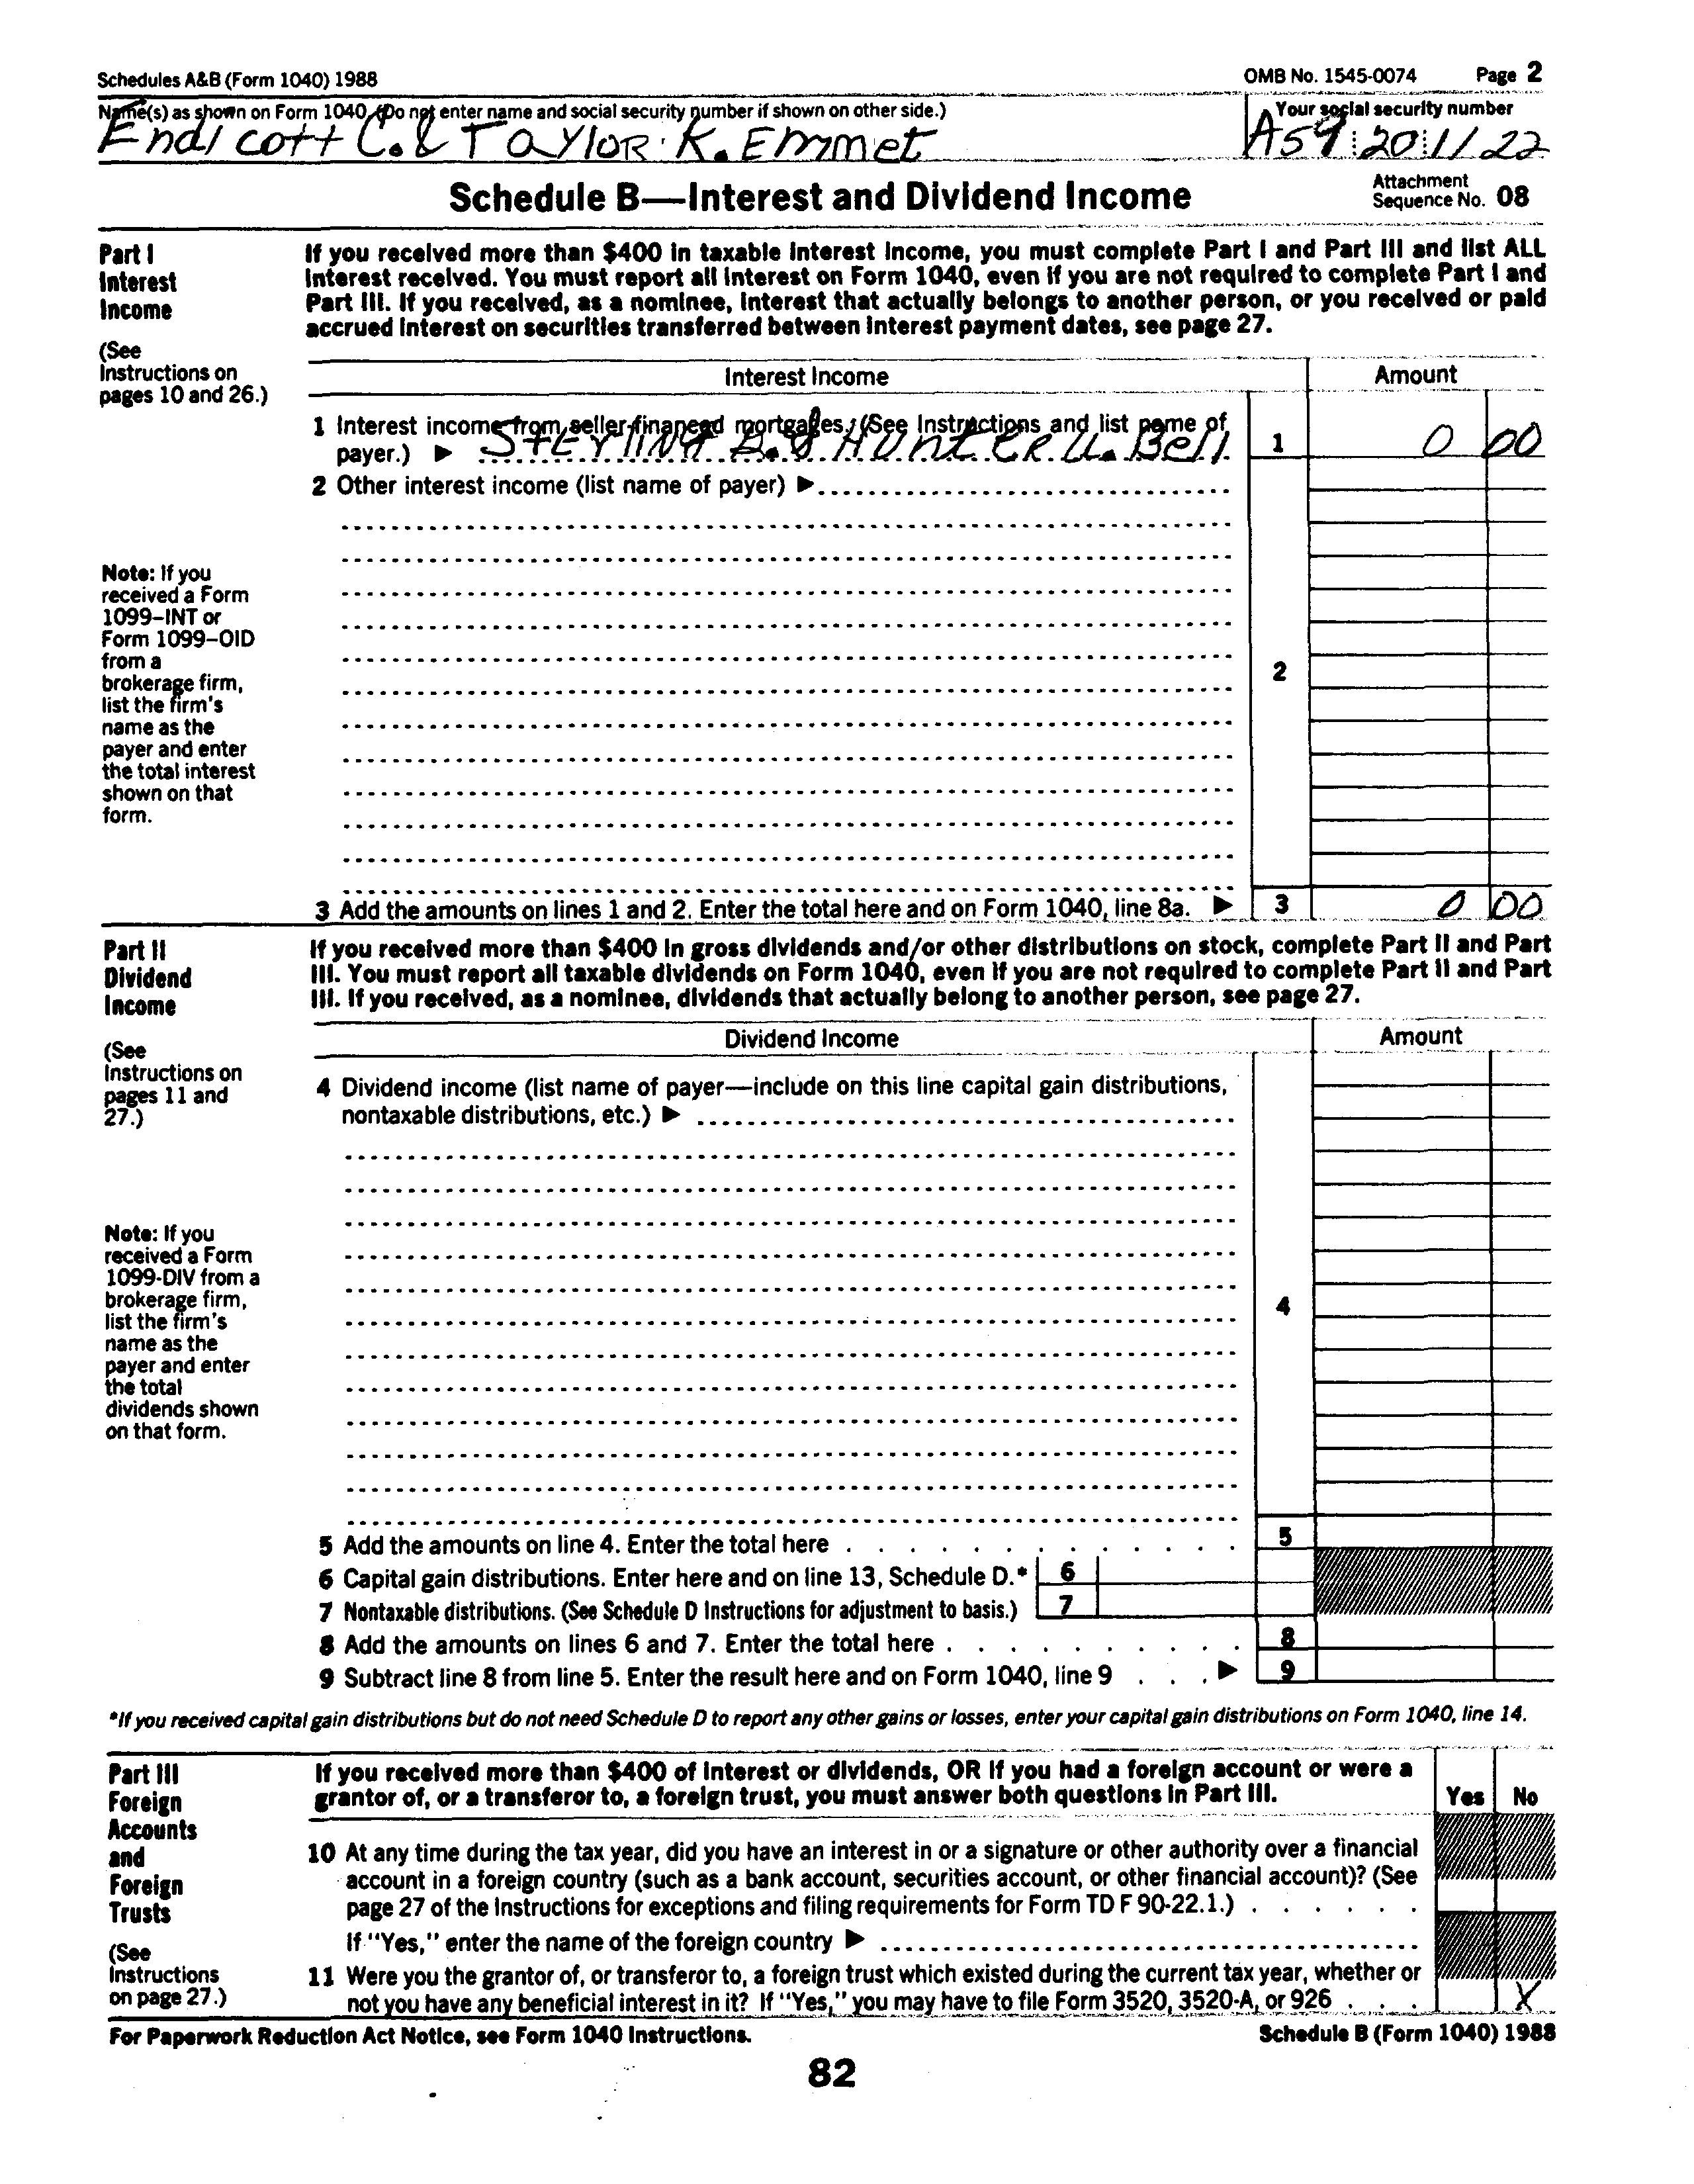 Schedules A&B (Form 1040) 1988 OMB No. 1545-0074 Page 2
Name(s) as shown on Form 1040. (Do not enter name and social security number if shown on other side.) Your social security number
Endicott C. & Taylor K. Emmet A59 20 1122
Schedule B—Interest and Dividend Income Attachment Sequence No. 08
Part I
Interest
Income
(See
Instructions on
pages 10 and 26.)
If you received more than $400 in taxable interest income, you must complete Part I and Part III and list ALL
interest received. You must report all interest on Form 1040, even if you are not required to complete Part I and
Part III. If you received, as a nominee, interest that actually belongs to another person, or you received or paid
accrued interest on securities transferred between interest payment dates, see page 27.
Interest Income Amount
1 Interest income from seller-financed mortgages. (See Instructions and list name of
payer.) ▶ Sterling B. & Hunter U. Bell 1 0 00
2 Other interest income (list name of payer) ▶
Note: If you
received a Form
1099–INT or
Form 1099–OID
from a
brokerage firm,
list the firm's
name as the
payer and enter
the total interest
shown on that
form.
2
3 Add the amounts on lines 1 and 2. Enter the total here and on Form 1040, line 8a. ▶ 3 0 00
Part II
Dividend
Income
(See
Instructions on
pages 11 and
27.)
If you received more than $400 in gross dividends and/or other distributions on stock, complete Part II and Part
III. You must report all taxable dividends on Form 1040, even if you are not required to complete Part II and Part
III. If you received, as a nominee, dividends that actually belong to another person, see page 27.
Dividend Income Amount
4 Dividend income (list name of payer—include on this line capital gain distributions,
nontaxable distributions, etc.) ▶
Note: If you
received a Form
1099-DIV from a
brokerage firm,
list the firm's
name as the
payer and enter
the total
dividends shown
on that form.
4
5 Add the amounts on line 4. Enter the total here 5
6 Capital gain distributions. Enter here and on line 13, Schedule D.* 6
7 Nontaxable distributions. (See Schedule D Instructions for adjustment to basis.) 7
8 Add the amounts on lines 6 and 7. Enter the total here 8
9 Subtract line 8 from line 5. Enter the result here and on Form 1040, line 9 ▶ 9
*If you received capital gain distributions but do not need Schedule D to report any other gains or losses, enter your capital gain distributions on Form 1040, line 14.
Part III
Foreign
Accounts
and
Foreign
Trusts
(See
Instructions
on page 27.)
If you received more than $400 of interest or dividends, OR if you had a foreign account or were a
grantor of, or a transferor to, a foreign trust, you must answer both questions in Part III. Yes No
10 At any time during the tax year, did you have an interest in or a signature or other authority over a financial
account in a foreign country (such as a bank account, securities account, or other financial account)? (See
page 27 of the Instructions for exceptions and filing requirements for Form TD F 90-22.1.)
If "Yes," enter the name of the foreign country ▶
11 Were you the grantor of, or transferor to, a foreign trust which existed during the current tax year, whether or
not you have any beneficial interest in it? If "Yes," you may have to file Form 3520, 3520-A, or 926 X
For Paperwork Reduction Act Notice, see Form 1040 Instructions. Schedule B (Form 1040) 1988
82